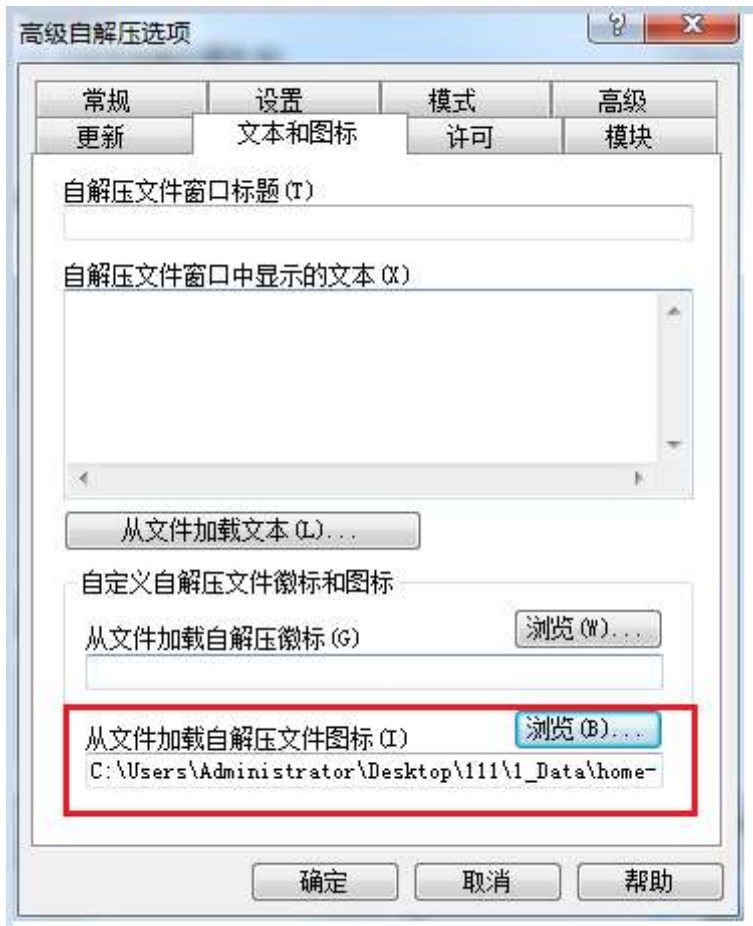 高级自解压选项
常规 设置 模式 高级
更新 文本和图标 许可 模块
自解压文件窗口标题(T)
自解压文件窗口中显示的文本(X)
从文件加载文本(L)...
自定义自解压文件徽标和图标
从文件加载自解压徽标(G) 浏览(W)...
从文件加载自解压文件图标(I) 浏览(B)...
C:\Users\Administrator\Desktop\111\1_Data\home-
确定 取消 帮助